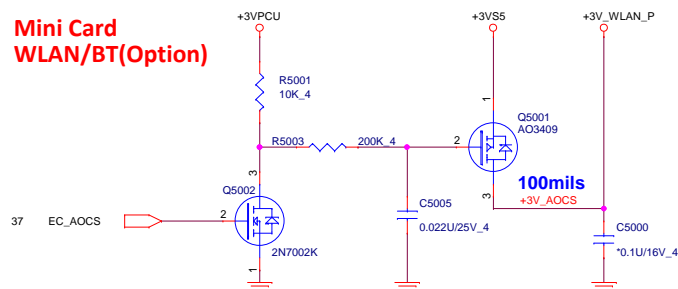 Mini Card
WLAN/BT(Option)
+3VPCU
+3VS5
+3V_WLAN_P
R5001
10K_4
1
Q5001
AO3409
R5003
200K_4
2
3
Q5002
100mils
3
+3V_AOCS
37
EC_AOCS
2
C5005
0.022U/25V_4
C5000
*0.1U/16V_4
2N7002K
1